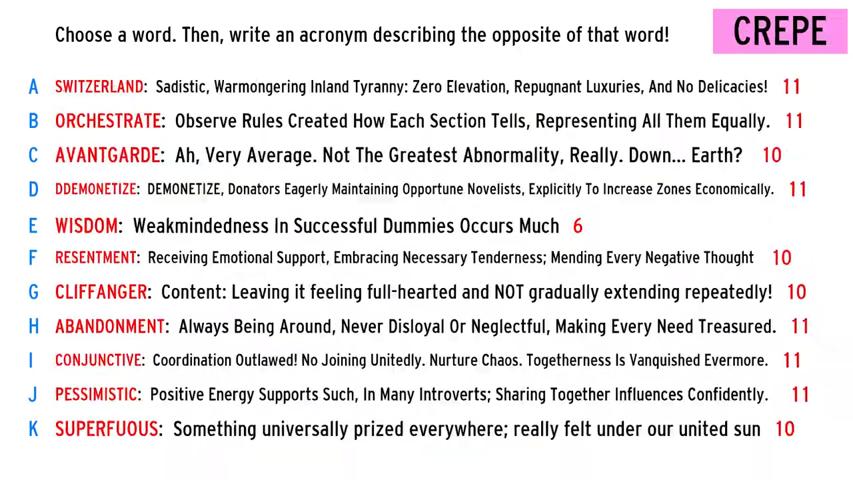 Choose a word. Then, write an acronym describing the opposite of that word!
CREPE
A SWITZERLAND: Sadistic, Warmongering Inland Tyranny: Zero Elevation, Repugnant Luxuries, And No Delicacies! 11
B ORCHESTRATE: Observe Rules Created How Each Section Tells, Representing All Them Equally. 11
C AVANTGARDE: Ah, Very Average. Not The Greatest Abnormality, Really. Down... Earth? 10
D DDEMONETIZE: DEMONETIZE, Donators Eagerly Maintaining Opportune Novelists, Explicitly To Increase Zones Economically. 11
E WISDOM: Weakmindedness In Successful Dummies Occurs Much 6
F RESENTMENT: Receiving Emotional Support, Embracing Necessary Tenderness; Mending Every Negative Thought 10
G CLIFFANGER: Content: Leaving it feeling full-hearted and NOT gradually extending repeatedly! 10
H ABANDONMENT: Always Being Around, Never Disloyal Or Neglectful, Making Every Need Treasured. 11
I CONJUNCTIVE: Coordination Outlawed! No Joining Unitedly. Nurture Chaos. Togetherness Is Vanquished Evermore. 11
J PESSIMISTIC: Positive Energy Supports Such, In Many Introverts; Sharing Together Influences Confidently. 11
K SUPERFUOUS: Something universally prized everywhere; really felt under our united sun 10